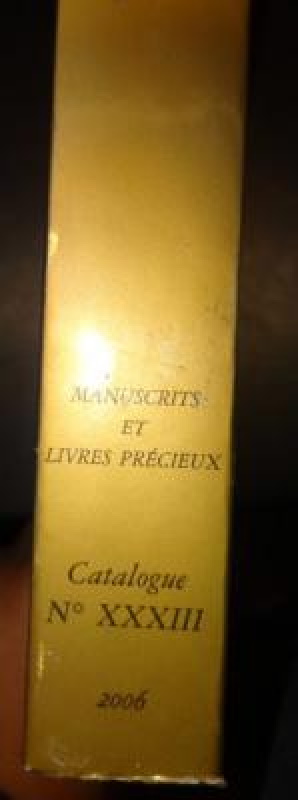 MANUSCRITS
ET
LIVRES PRÉCIEUX
Catalogue
N° XXXIII
2006